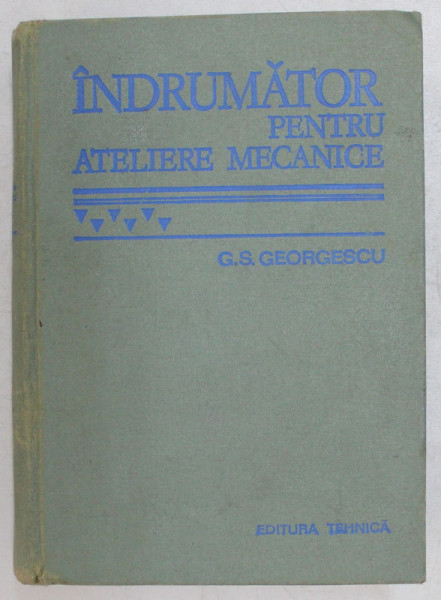 ÎNDRUMĂTOR
PENTRU
ATELIERE MECANICE
G.S. GEORGESCU
EDITURA TEHNICĂ